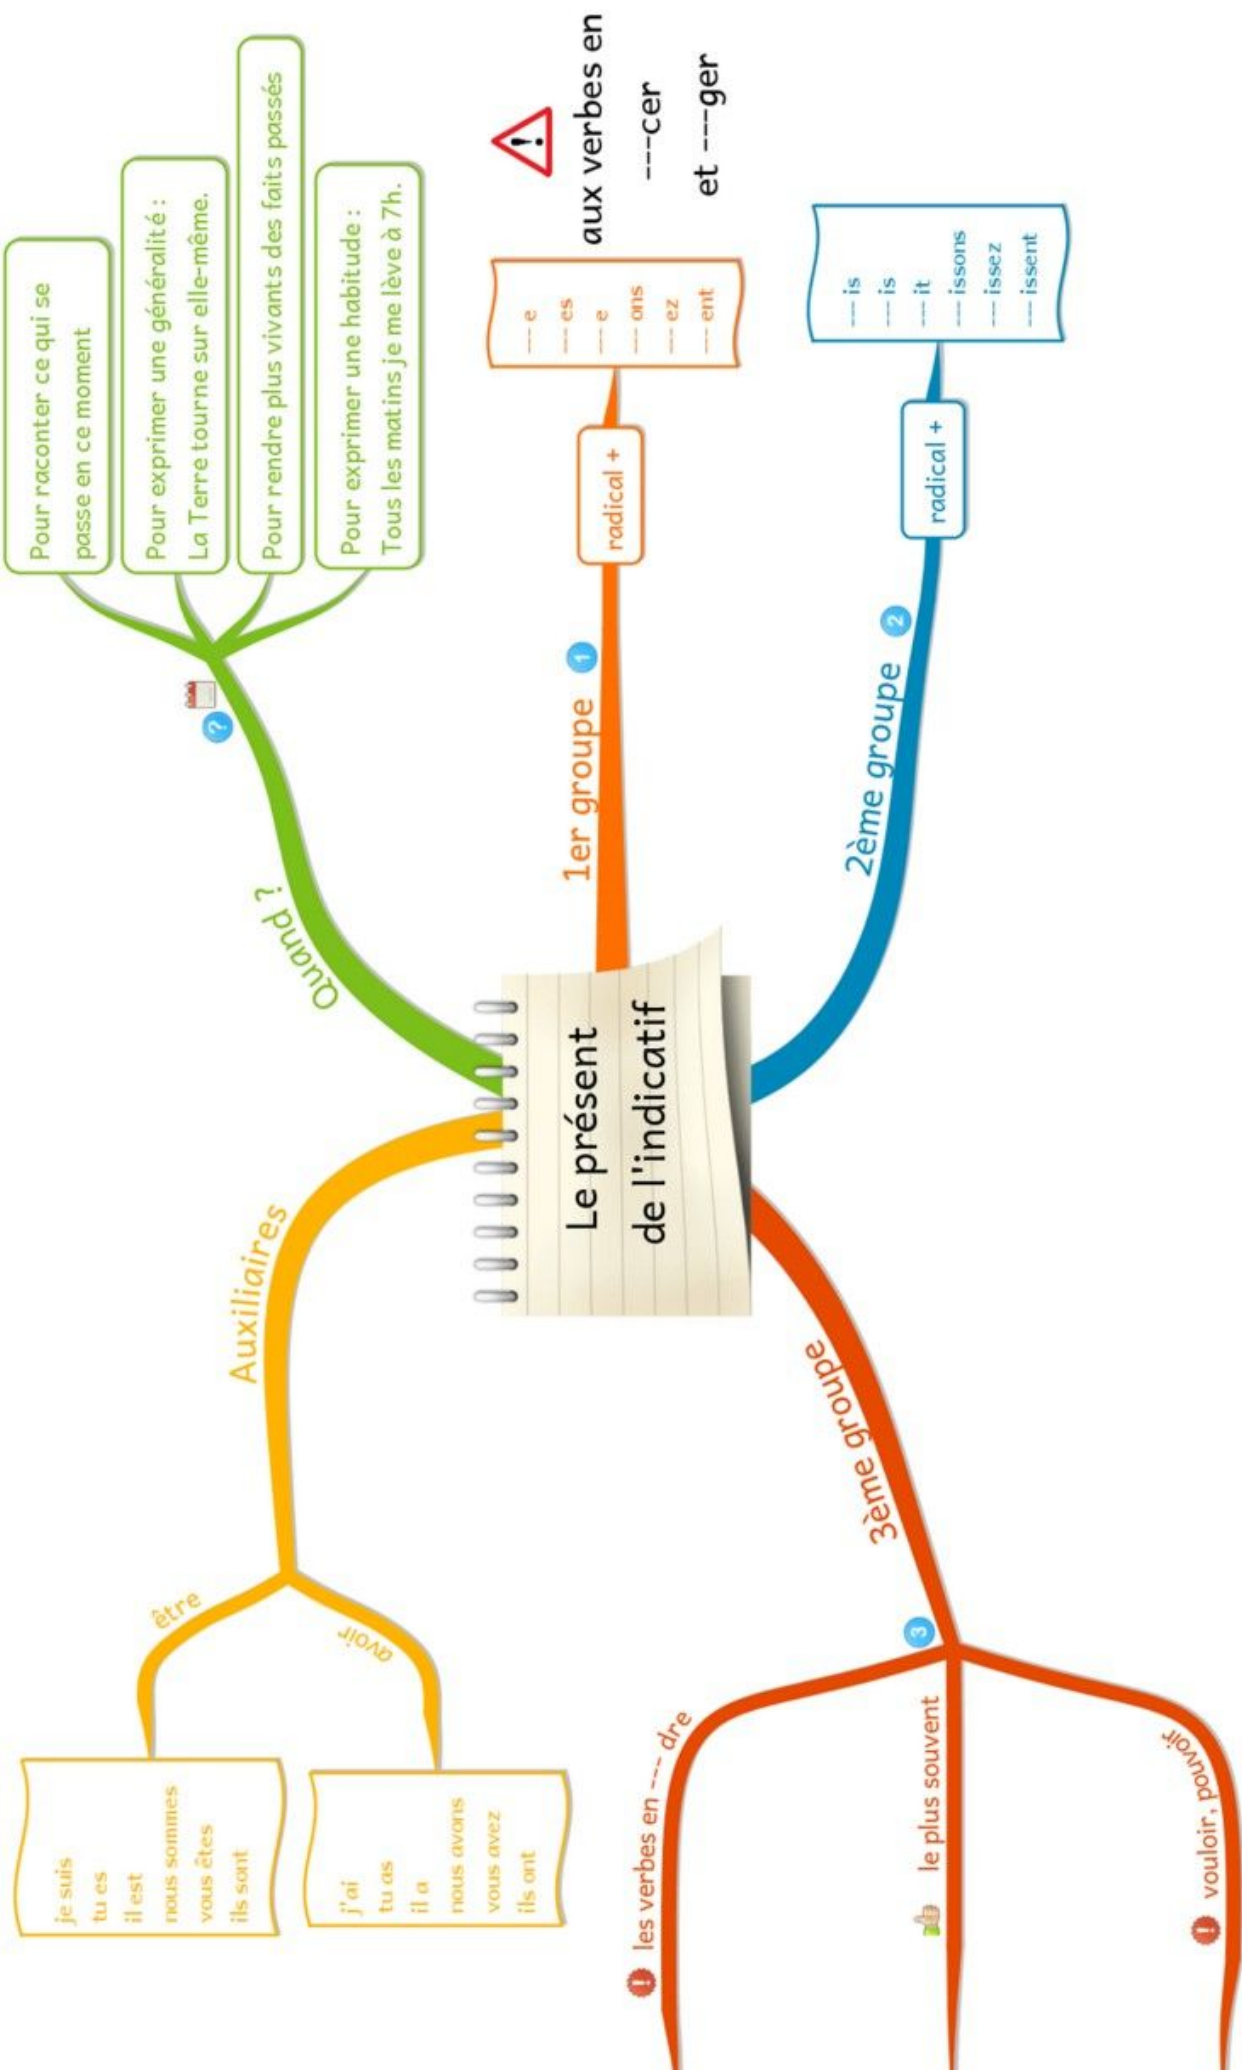 Le présent
de l'indicatif
Quand ?
?
Pour raconter ce qui se
passe en ce moment
Pour exprimer une généralité :
La Terre tourne sur elle-même.
Pour rendre plus vivants des faits passés
Pour exprimer une habitude :
Tous les matins je me lève à 7h.
1er groupe
1
radical +
--- e
--- es
--- e
--- ons
--- ez
--- ent
!
aux verbes en
---cer
et ---ger
2ème groupe
2
radical +
--- is
--- is
--- it
--- issons
--- issez
--- issent
3ème groupe
3
! les verbes en --- dre
le plus souvent
! vouloir, pouvoir
Auxiliaires
être
je suis
tu es
il est
nous sommes
vous êtes
ils sont
avoir
j'ai
tu as
il a
nous avons
vous avez
ils ont